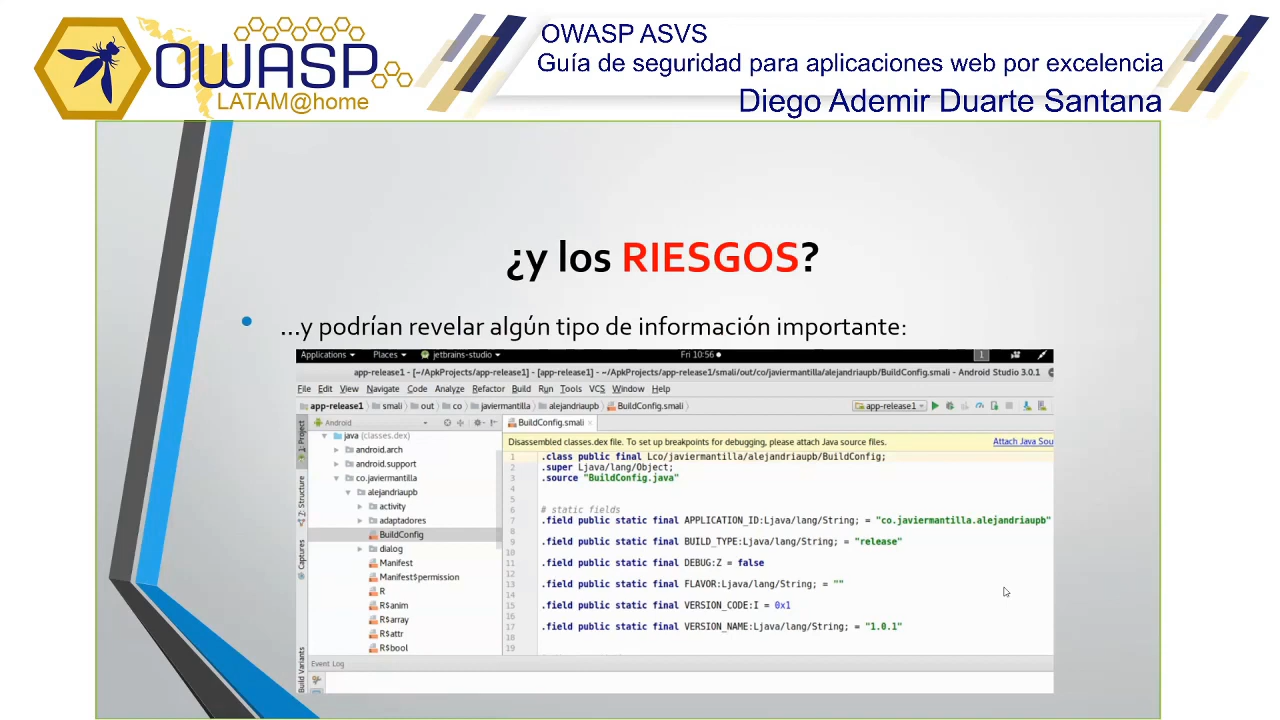 OWASP
LATAM@home
OWASP ASVS
Guía de seguridad para aplicaciones web por excelencia
Diego Ademir Duarte Santana
¿y los RIESGOS?
• ...y podrían revelar algún tipo de información importante:
Applications Places jetbrains-studio Fri 10:56 1
app-release1 - [~/ApkProjects/app-release1] - [app-release1] - ~/ApkProjects/app-release1/smali/out/co/javiermantilla/alejandriaupb/BuildConfig.smali - Android Studio 3.0.1
File Edit View Navigate Code Analyze Refactor Build Run Tools VCS Window Help
app-release1 smali out co javiermantilla alejandriaupb BuildConfig.smali app-release1
1: Project
7: Structure
Captures
Build Variants
Android
java (classes.dex)
android.arch
android.support
co.javiermantilla
alejandriaupb
activity
adaptadores
BuildConfig
dialog
Manifest
Manifest$permission
R
R$anim
R$array
R$attr
R$bool
BuildConfig.smali
Disassembled classes.dex file. To set up breakpoints for debugging, please attach Java source files. Attach Java Sou
1 .class public final Lco/javiermantilla/alejandriaupb/BuildConfig;
2 .super Ljava/lang/Object;
3 .source "BuildConfig.java"
4
5
6 # static fields
7 .field public static final APPLICATION_ID:Ljava/lang/String; = "co.javiermantilla.alejandriaupb"
8
9 .field public static final BUILD_TYPE:Ljava/lang/String; = "release"
10
11 .field public static final DEBUG:Z = false
12
13 .field public static final FLAVOR:Ljava/lang/String; = ""
14
15 .field public static final VERSION_CODE:I = 0x1
16
17 .field public static final VERSION_NAME:Ljava/lang/String; = "1.0.1"
18
19
Event Log